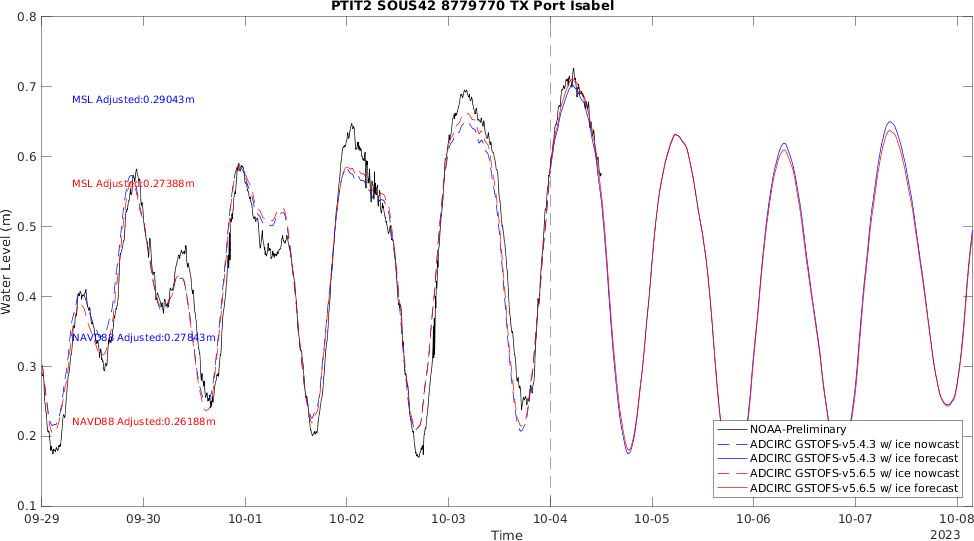 PTIT2 SOUS42 8779770 TX Port Isabel
0.8
0.7
0.6
0.5
0.4
0.3
0.2
0.1
Water Level (m)
MSL Adjusted:0.29043m
MSL Adjusted:0.27388m
NAVD88 Adjusted:0.27843m
NAVD88 Adjusted:0.26188m
NOAA-Preliminary
ADCIRC GSTOFS-v5.4.3 w/ ice nowcast
ADCIRC GSTOFS-v5.4.3 w/ ice forecast
ADCIRC GSTOFS-v5.6.5 w/ ice nowcast
ADCIRC GSTOFS-v5.6.5 w/ ice forecast
09-29 09-30 10-01 10-02 10-03 10-04 10-05 10-06 10-07 10-08
Time
2023